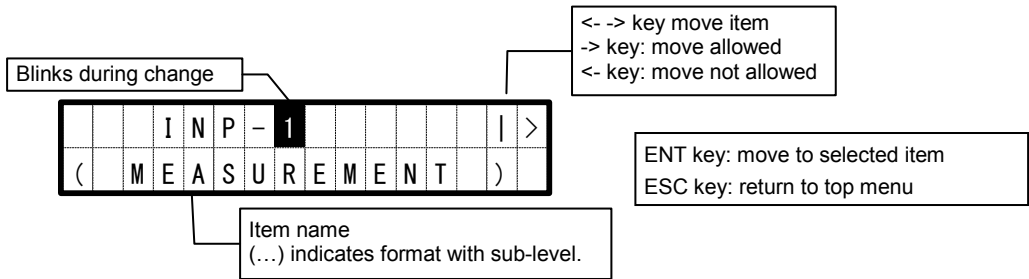 <- -> key move item
-> key: move allowed
<- key: move not allowed
Blinks during change
INP-1 |>
( MEASUREMENT )
ENT key: move to selected item
ESC key: return to top menu
Item name
(…) indicates format with sub-level.